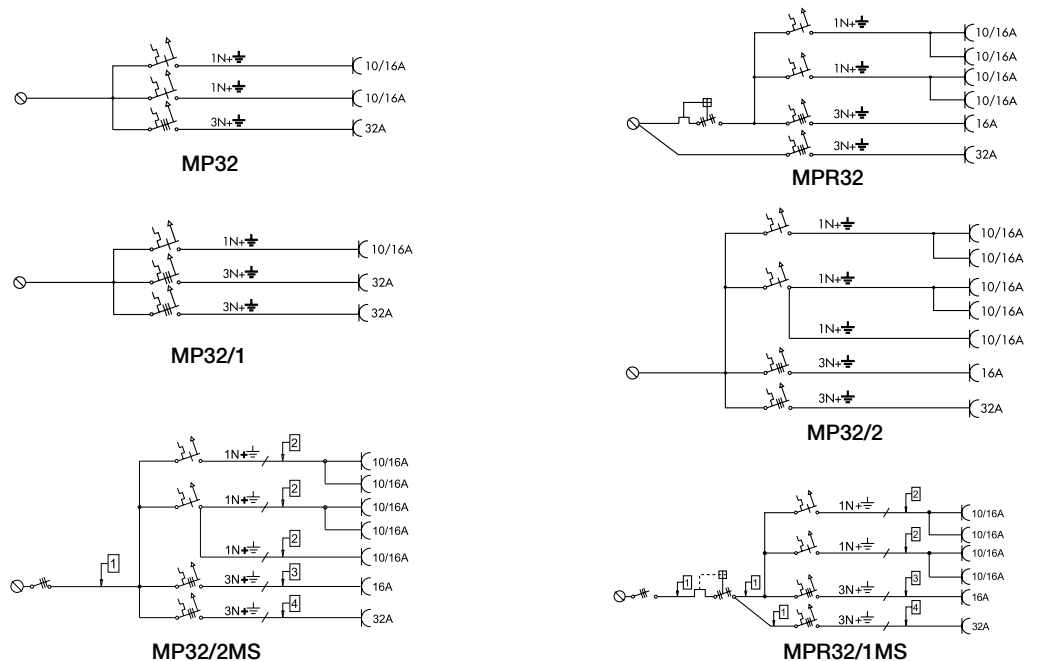 1N+ 10/16A
1N+ 10/16A
3N+ 32A
MP32
1N+ 10/16A
10/16A
1N+ 10/16A
10/16A
3N+ 16A
3N+ 32A
MPR32
1N+ 10/16A
3N+ 32A
3N+ 32A
MP32/1
1N+ 10/16A
10/16A
1N+ 10/16A
10/16A
1N+ 10/16A
3N+ 16A
3N+ 32A
MP32/2
1N+ 2 10/16A
10/16A
1N+ 2 10/16A
10/16A
1N+ 2 10/16A
1 3N+ 3 16A
3N+ 4 32A
MP32/2MS
1N+ 2 10/16A
10/16A
1N+ 2 10/16A
10/16A
1 1 3N+ 3 16A
1 3N+ 4 32A
MPR32/1MS